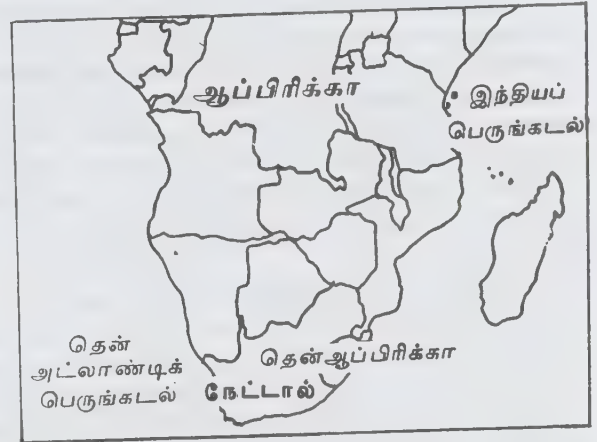 ஆப்பிரிக்கா
இந்தியப்
பெருங்கடல்
தென்
அட்லாண்டிக்
பெருங்கடல்
தென்ஆப்பிரிக்கா
நேட்டால்